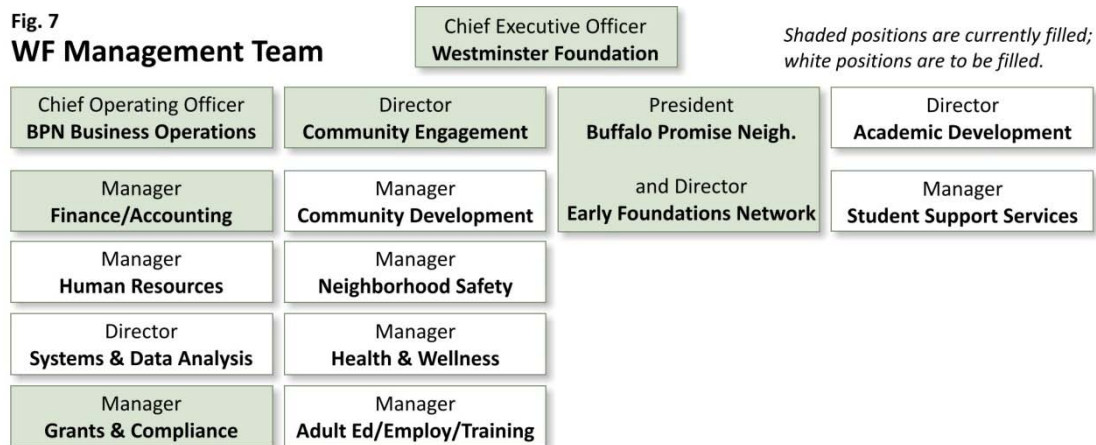 Fig. 7
WF Management Team
Chief Executive Officer
Westminster Foundation
Shaded positions are currently filled;
white positions are to be filled.
Chief Operating Officer
BPN Business Operations
Director
Community Engagement
President
Buffalo Promise Neigh.
and Director
Early Foundations Network
Director
Academic Development
Manager
Finance/Accounting
Manager
Community Development
Manager
Student Support Services
Manager
Human Resources
Manager
Neighborhood Safety
Director
Systems & Data Analysis
Manager
Health & Wellness
Manager
Grants & Compliance
Manager
Adult Ed/Employ/Training